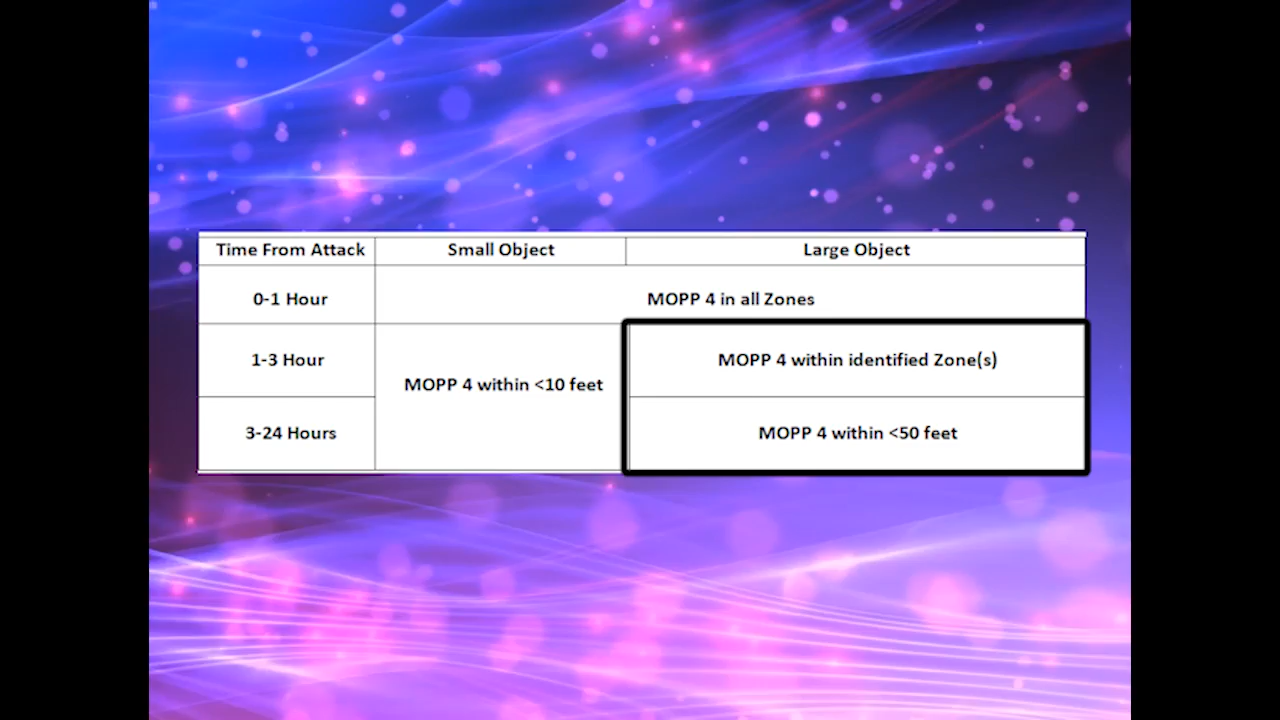 Time From Attack Small Object Large Object
0-1 Hour MOPP 4 in all Zones
1-3 Hour MOPP 4 within identified Zone(s)
MOPP 4 within <10 feet
3-24 Hours MOPP 4 within <50 feet